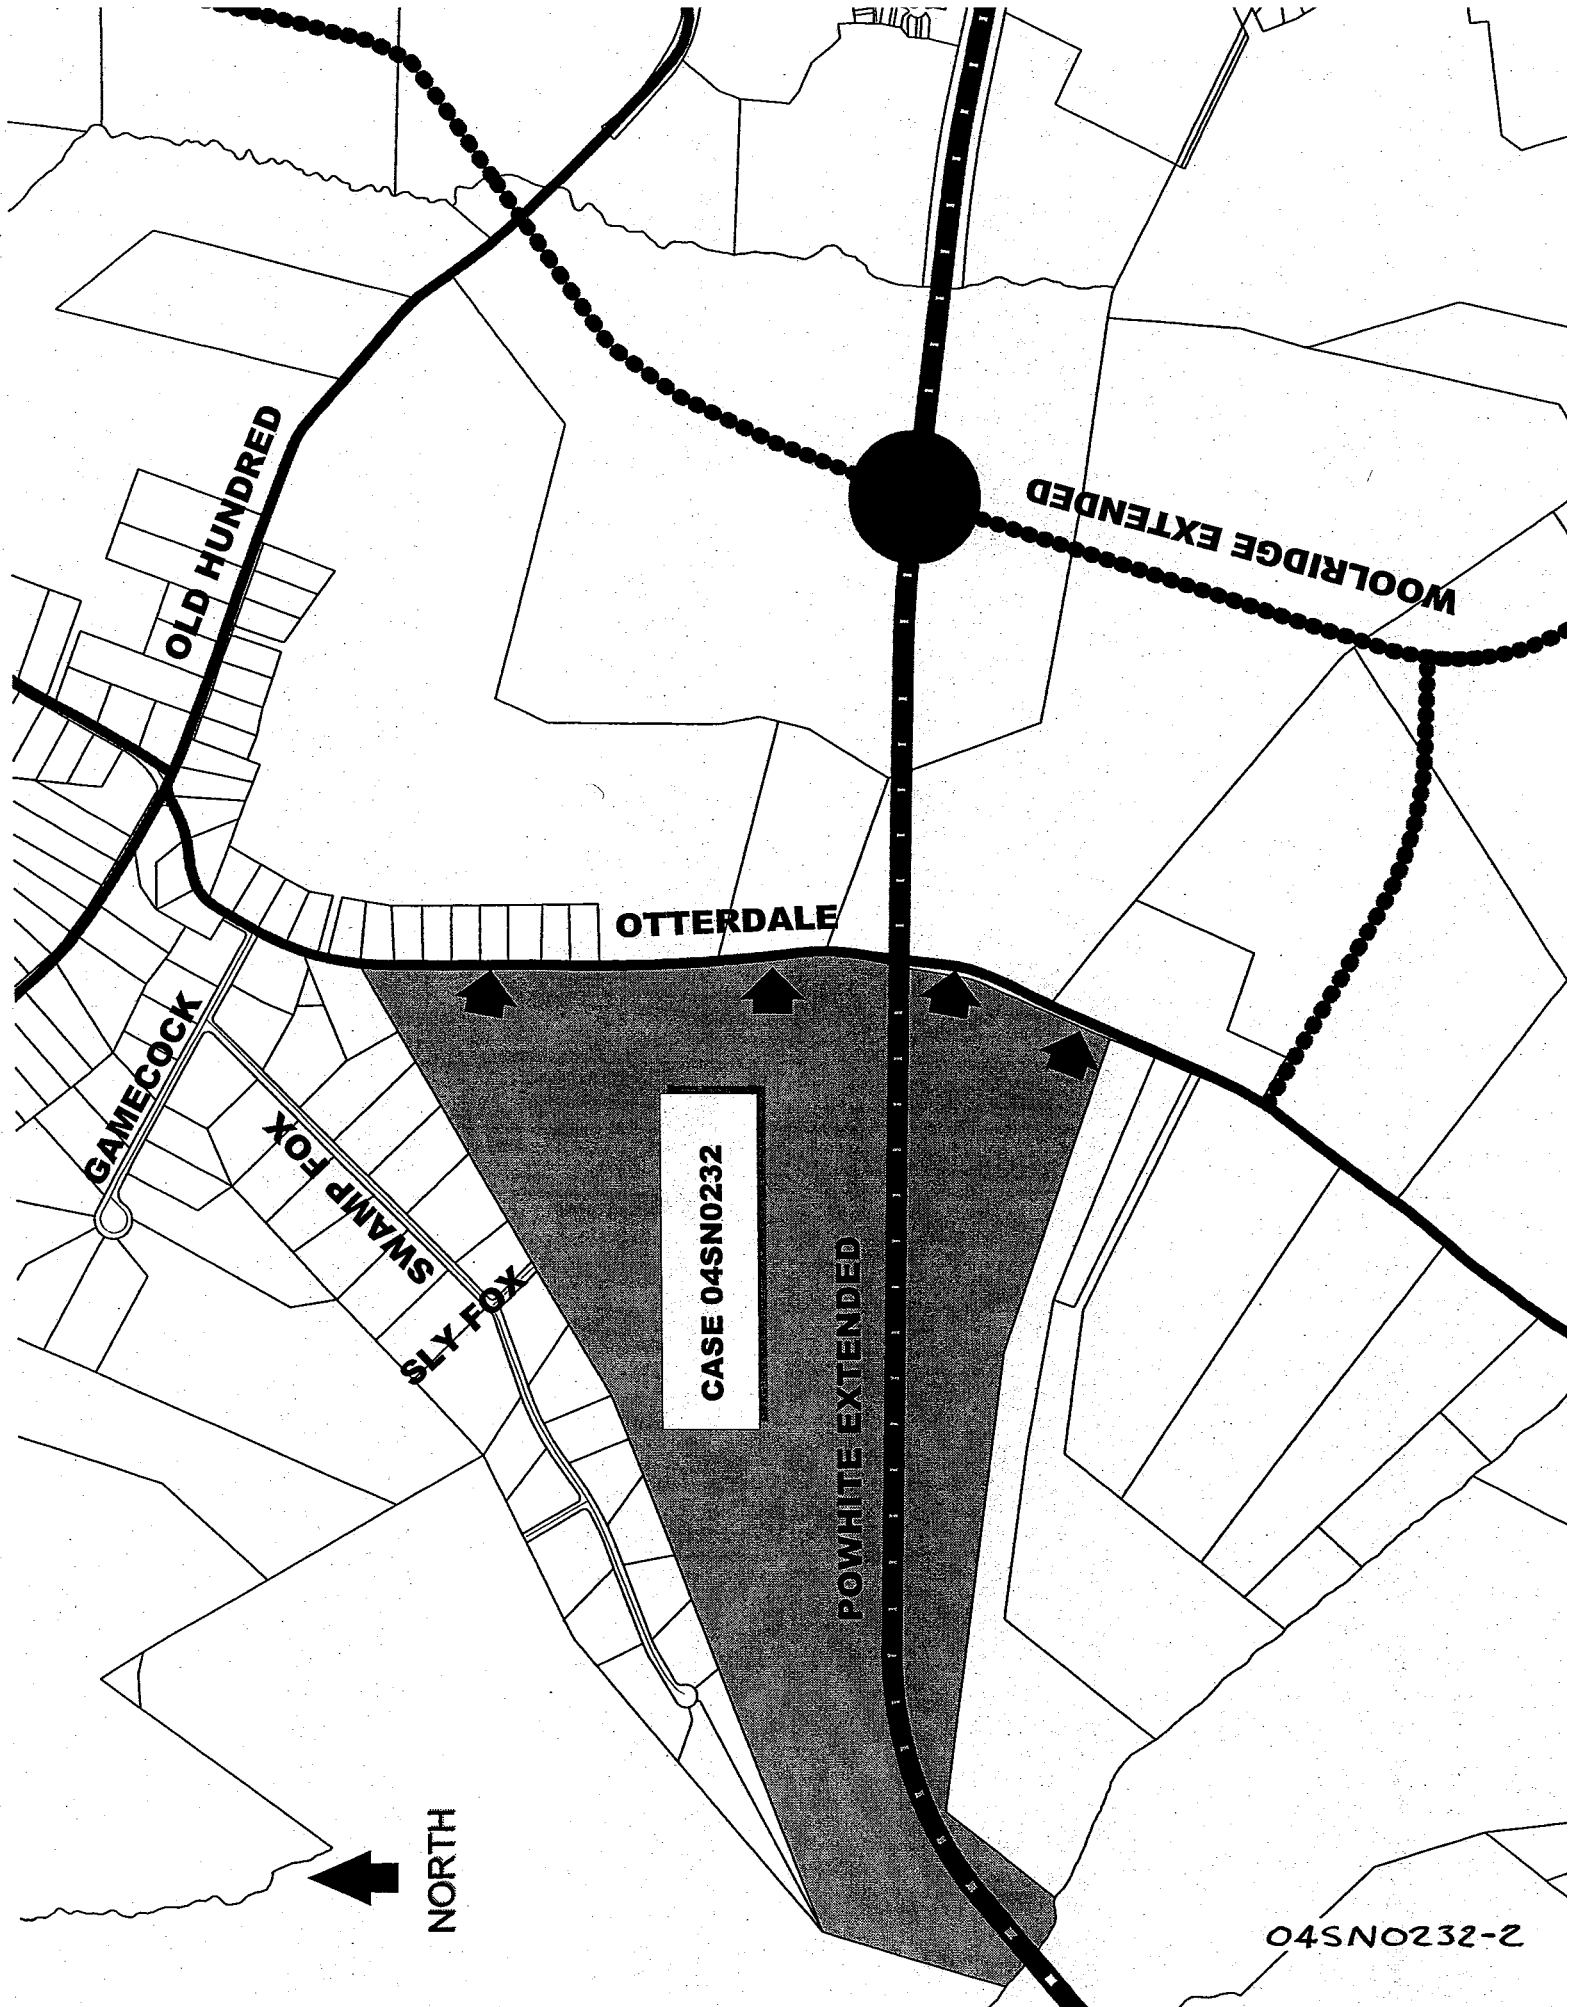 OLD HUNDRED
WOOLRIDGE EXTENDED
OTTERDALE
GAMECOCK
SWAMP FOX
SLY FOX
CASE 04SN0232
POWHITE EXTENDED
NORTH
04SN0232-2